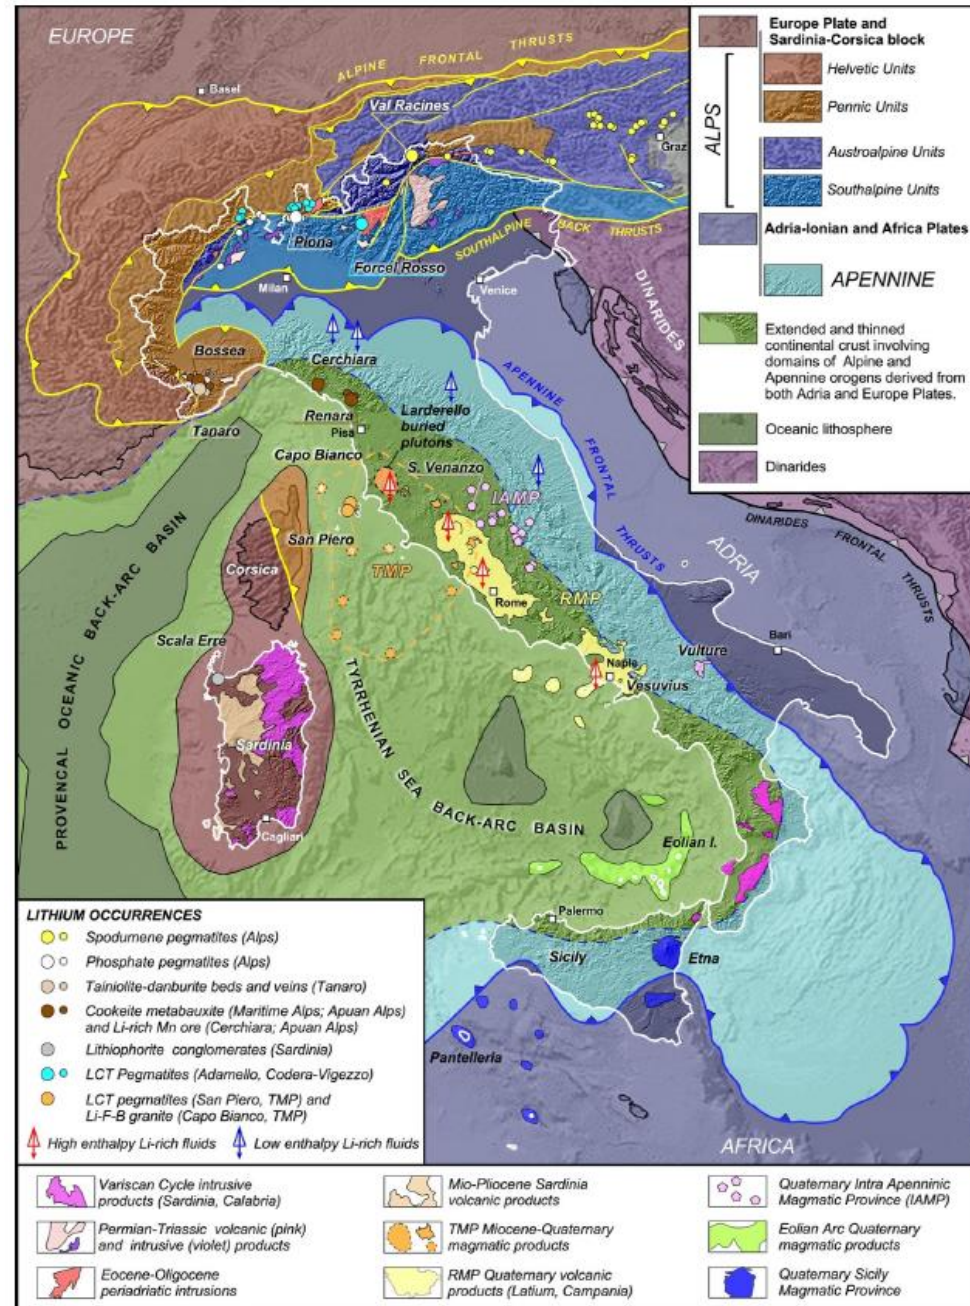 EUROPE
ALPINE FRONTAL THRUSTS
Basel
Val Racines
Graz
Piona
Forcel Rosso
SOUTHALPINE BACK THRUSTS
Milan
Venice
DINARIDES
Bossea
Cerchiara
APENNINE FRONTAL THRUSTS
Tanaro
Renara
Pisa
Larderello
buried
plutons
Capo Bianco
S. Venanzo
IAMP
DINARIDES FRONTAL THRUSTS
ADRIA
San Piero
TMP
Corsica
Rome
RMP
Bari
Scala Erre
Naple
Vesuvius
Vulture
Sardinia
Cagliari
PROVENCAL OCEANIC BACK-ARC BASIN
TYRRHENIAN SEA BACK-ARC BASIN
Eolian I.
Palermo
Sicily
Etna
Pantelleria
AFRICA
Europe Plate and
Sardinia-Corsica block
ALPS
Helvetic Units
Pennic Units
Austroalpine Units
Southalpine Units
Adria-Ionian and Africa Plates
APENNINE
Extended and thinned
continental crust involving
domains of Alpine and
Apennine orogens derived from
both Adria and Europe Plates.
Oceanic lithosphere
Dinarides
LITHIUM OCCURRENCES
Spodumene pegmatites (Alps)
Phosphate pegmatites (Alps)
Tainiolite-danburite beds and veins (Tanaro)
Cookeite metabauxite (Maritime Alps; Apuan Alps)
and Li-rich Mn ore (Cerchiara; Apuan Alps)
Lithiophorite conglomerates (Sardinia)
LCT Pegmatites (Adamello, Codera-Vigezzo)
LCT pegmatites (San Piero, TMP) and
Li-F-B granite (Capo Bianco, TMP)
High enthalpy Li-rich fluids
Low enthalpy Li-rich fluids
Variscan Cycle intrusive
products (Sardinia, Calabria)
Permian-Triassic volcanic (pink)
and intrusive (violet) products
Eocene-Oligocene
periadriatic intrusions
Mio-Pliocene Sardinia
volcanic products
TMP Miocene-Quaternary
magmatic products
RMP Quaternary volcanic
products (Latium, Campania)
Quaternary Intra Apenninic
Magmatic Province (IAMP)
Eolian Arc Quaternary
magmatic products
Quaternary Sicily
Magmatic Province